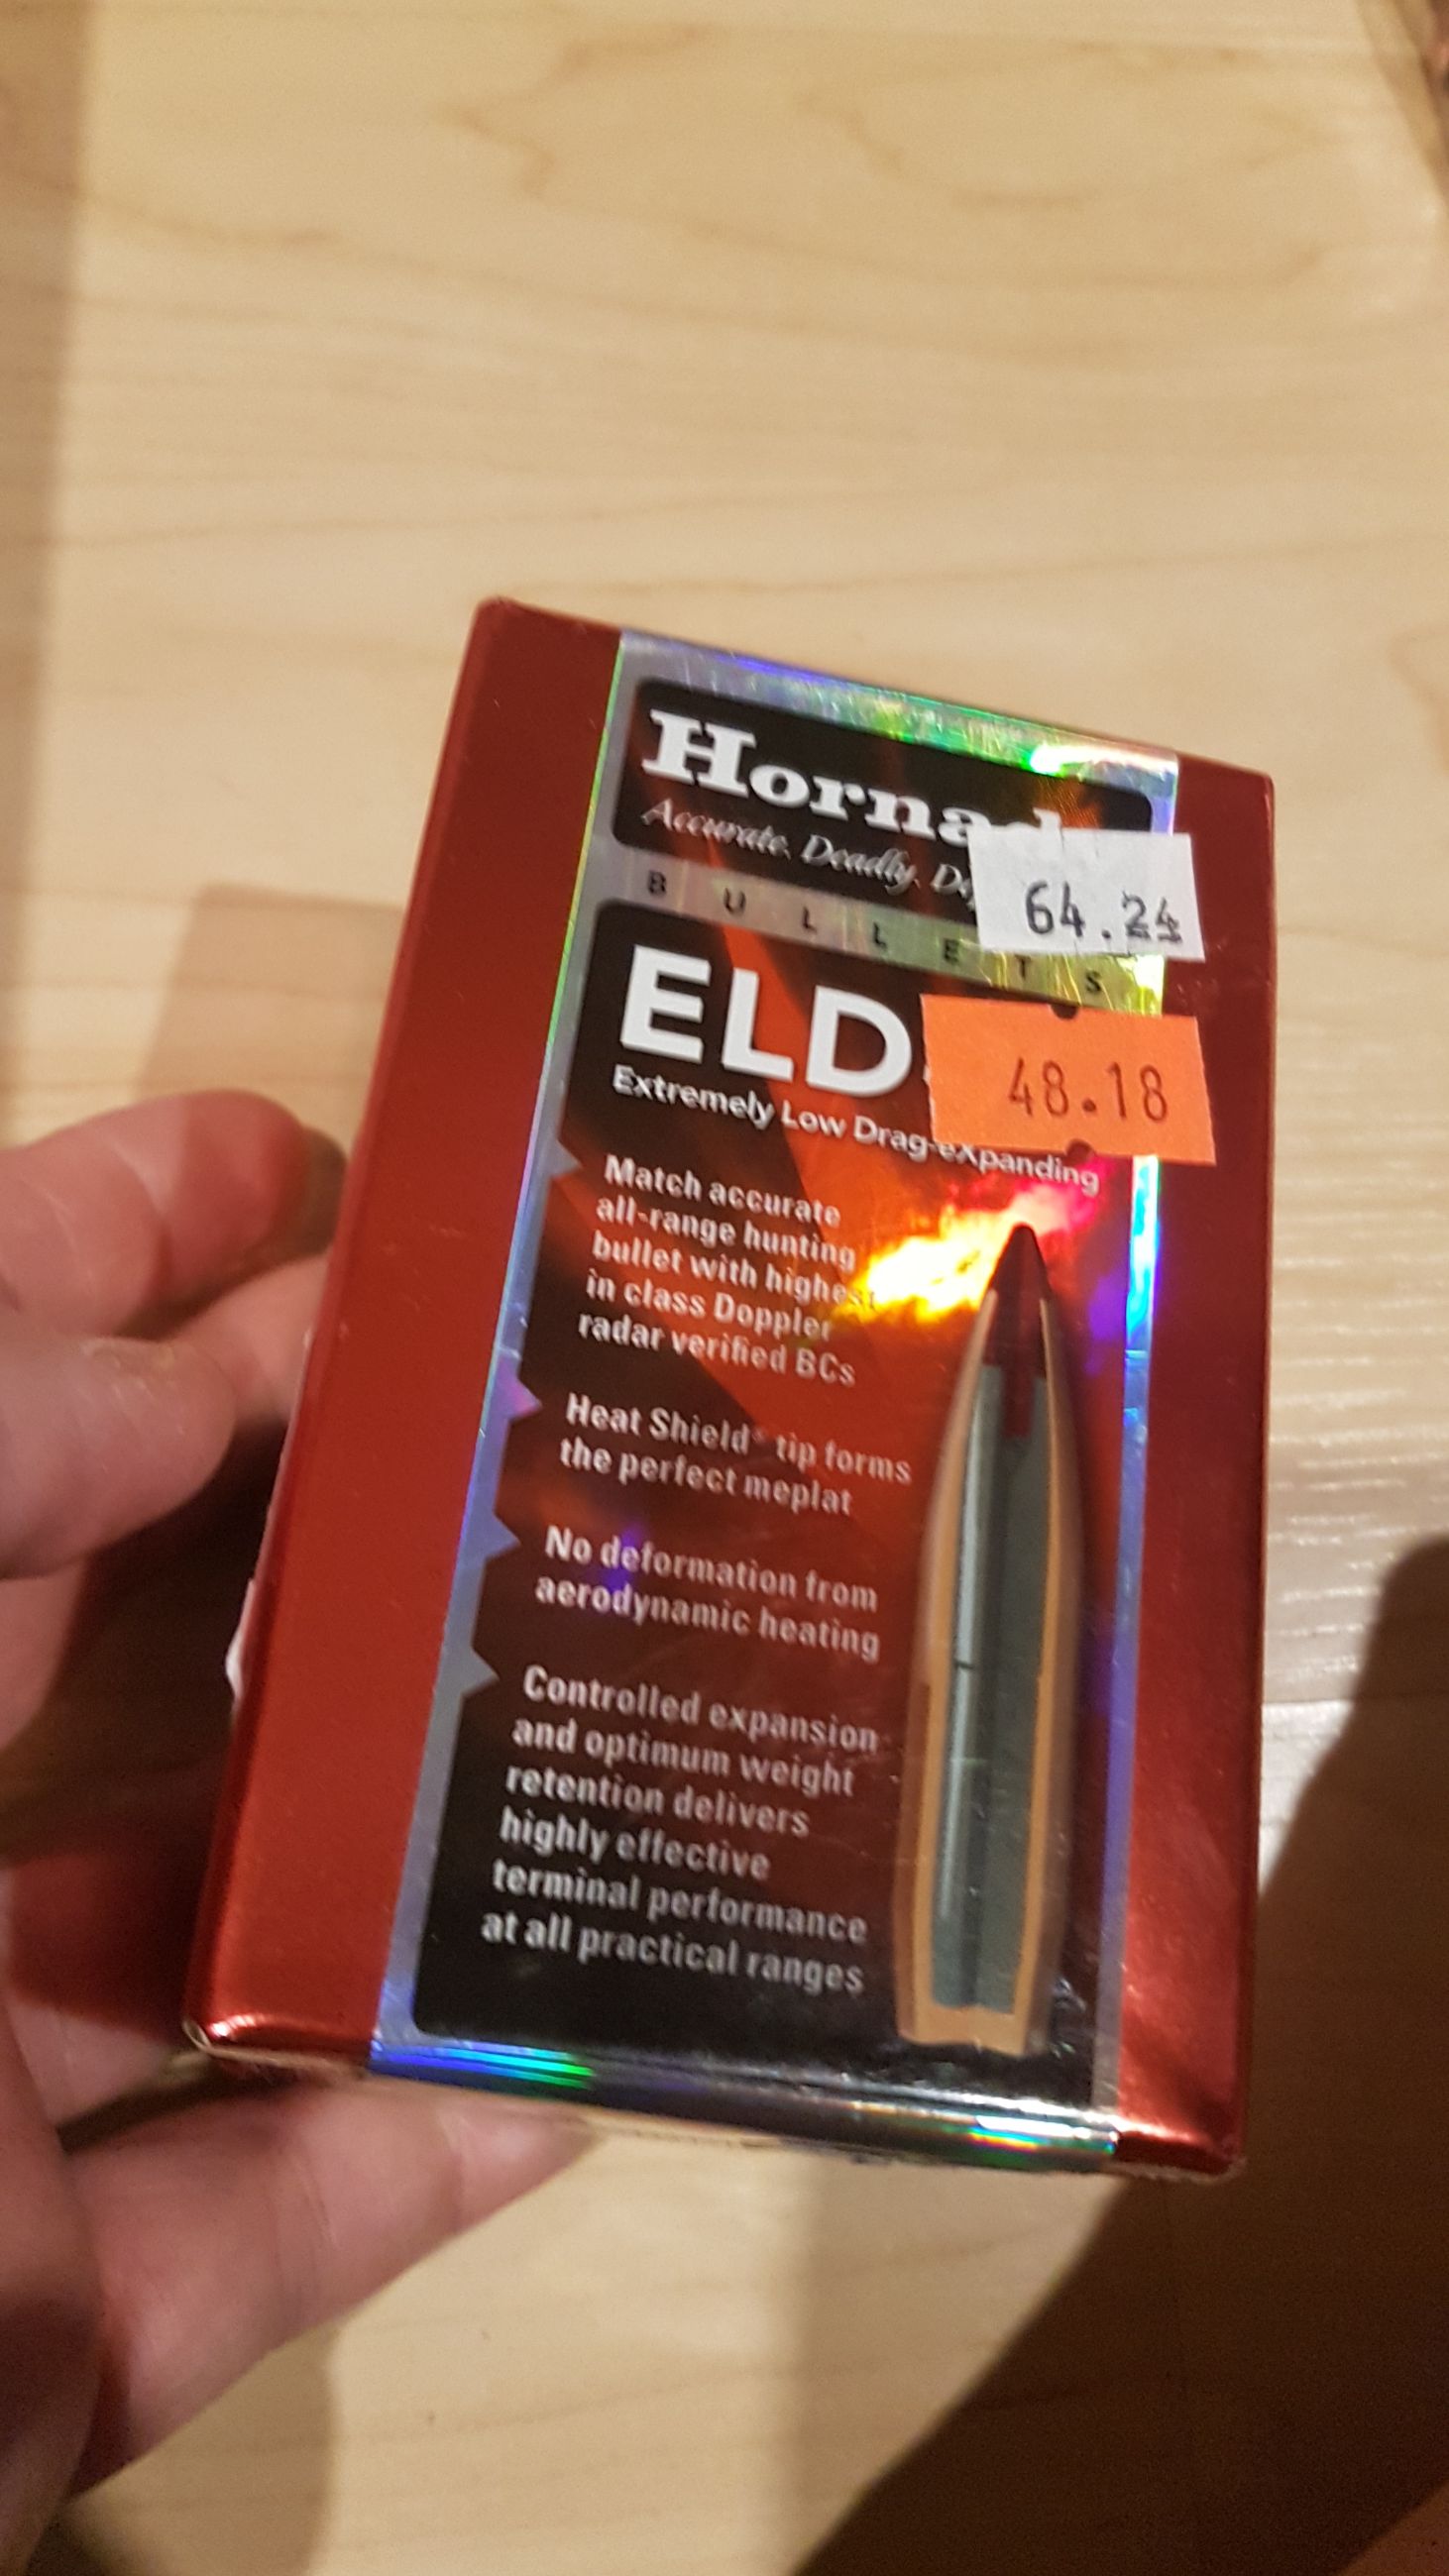 Hornad
Accurate. Deadly. De
64.24
BULLETS
ELD
48.18
Extremely Low Drag-eXpanding
Match accurate
all-range hunting
bullet with highest
in class Doppler
radar verified BCs
Heat Shield® tip forms
the perfect meplat
No deformation from
aerodynamic heating
Controlled expansion
and optimum weight
retention delivers
highly effective
terminal performance
at all practical ranges